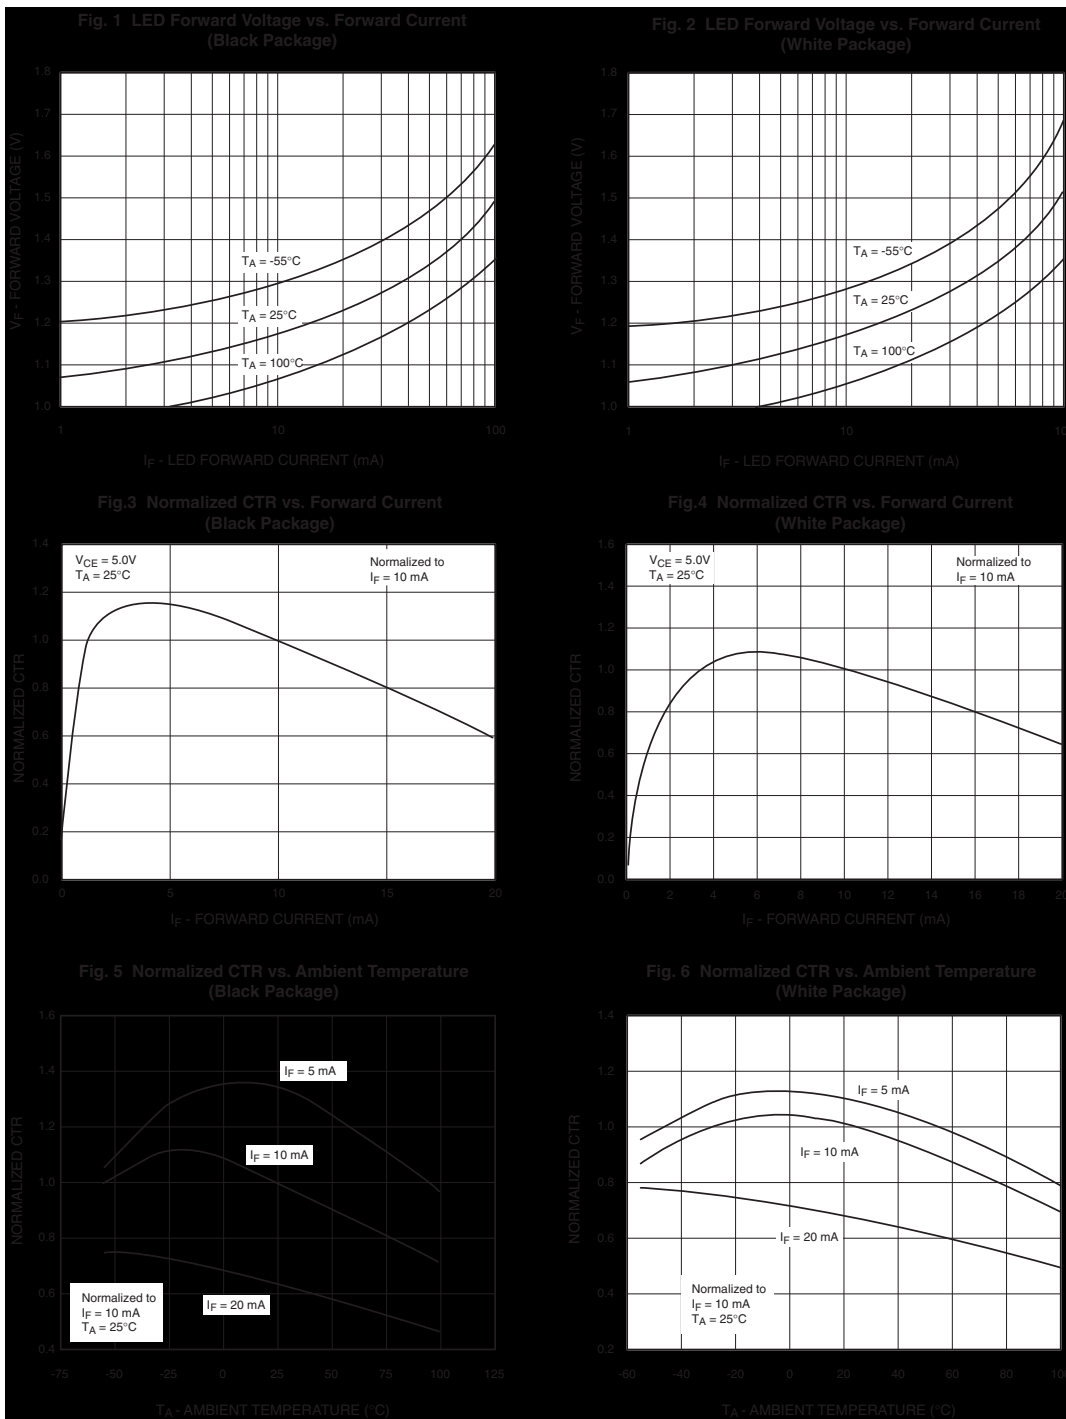 Fig. 1 LED Forward Voltage vs. Forward Current
(Black Package)
1.8
1.7
1.6
1.5
1.4
1.3
1.2
1.1
1.0
VF - FORWARD VOLTAGE (V)
TA = -55°C
TA = 25°C
TA = 100°C
1
10
100
IF - LED FORWARD CURRENT (mA)
Fig. 2 LED Forward Voltage vs. Forward Current
(White Package)
1.8
1.7
1.6
1.5
1.4
1.3
1.2
1.1
1.0
VF - FORWARD VOLTAGE (V)
TA = -55°C
TA = 25°C
TA = 100°C
1
10
IF - LED FORWARD CURRENT (mA)
Fig.3 Normalized CTR vs. Forward Current
(Black Package)
1.4
1.2
1.0
0.8
0.6
0.4
0.2
0.0
NORMALIZED CTR
VCE = 5.0V
TA = 25°C
Normalized to
IF = 10 mA
0
5
10
15
20
IF - FORWARD CURRENT (mA)
Fig.4 Normalized CTR vs. Forward Current
(White Package)
1.6
1.4
1.2
1.0
0.8
0.6
0.4
0.2
0.0
NORMALIZED CTR
VCE = 5.0V
TA = 25°C
Normalized to
IF = 10 mA
0
2
4
6
8
10
12
14
16
18
20
IF - FORWARD CURRENT (mA)
Fig. 5 Normalized CTR vs. Ambient Temperature
(Black Package)
1.6
1.4
1.2
1.0
0.8
0.6
0.4
NORMALIZED CTR
IF = 5 mA
IF = 10 mA
IF = 20 mA
Normalized to
IF = 10 mA
TA = 25°C
-75
-50
-25
0
25
50
75
100
125
TA - AMBIENT TEMPERATURE (°C)
Fig. 6 Normalized CTR vs. Ambient Temperature
(White Package)
1.4
1.2
1.0
0.8
0.6
0.4
0.2
NORMALIZED CTR
IF = 5 mA
IF = 10 mA
IF = 20 mA
Normalized to
IF = 10 mA
TA = 25°C
-60
-40
-20
0
20
40
60
80
100
TA - AMBIENT TEMPERATURE (°C)